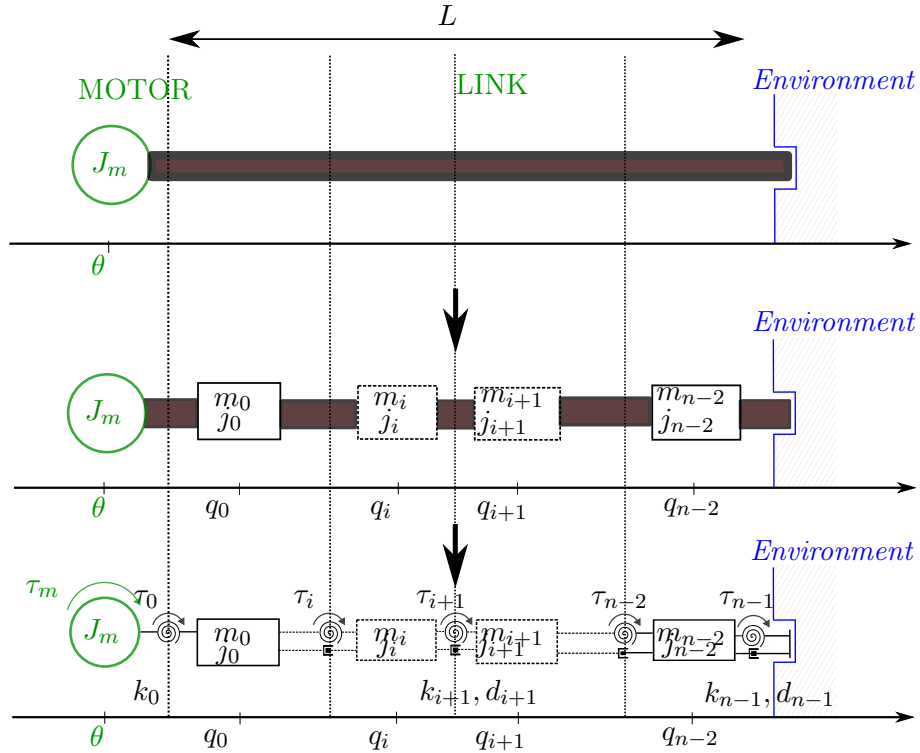 L
MOTOR LINK Environment
J_m
θ
Environment
J_m m_0 m_i m_{i+1} m_{n−2}
j_0 j_i j_{i+1} j_{n−2}
θ q_0 q_i q_{i+1} q_{n−2}
Environment
τ_m τ_0 τ_i τ_{i+1} τ_{n−2} τ_{n−1}
J_m m_0 m_i m_{i+1} m_{n−2}
j_0 j_i j_{i+1} j_{n−2}
k_0 k_{i+1}, d_{i+1} k_{n−1}, d_{n−1}
θ q_0 q_i q_{i+1} q_{n−2}